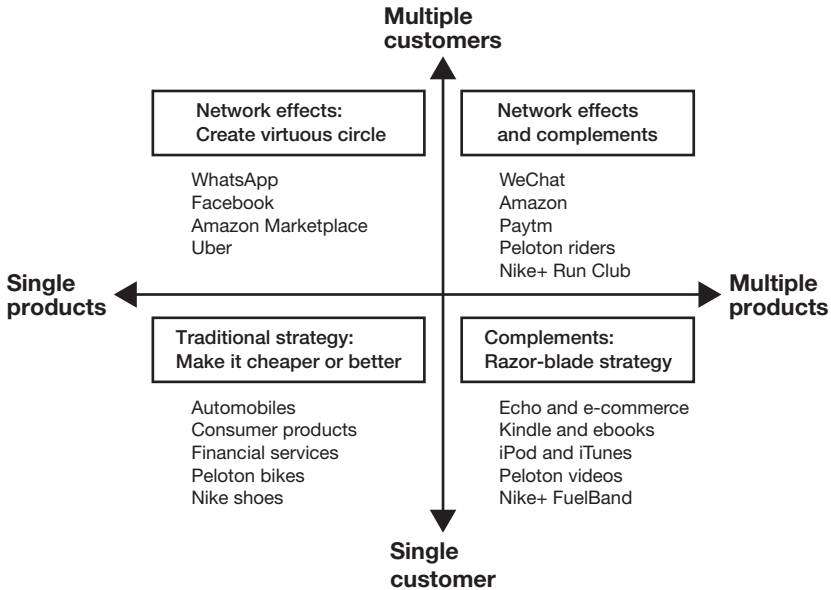 Multiple
customers
Network effects:
Create virtuous circle
WhatsApp
Facebook
Amazon Marketplace
Uber
Network effects
and complements
WeChat
Amazon
Paytm
Peloton riders
Nike+ Run Club
Single
products
Multiple
products
Traditional strategy:
Make it cheaper or better
Automobiles
Consumer products
Financial services
Peloton bikes
Nike shoes
Complements:
Razor-blade strategy
Echo and e-commerce
Kindle and ebooks
iPod and iTunes
Peloton videos
Nike+ FuelBand
Single
customer